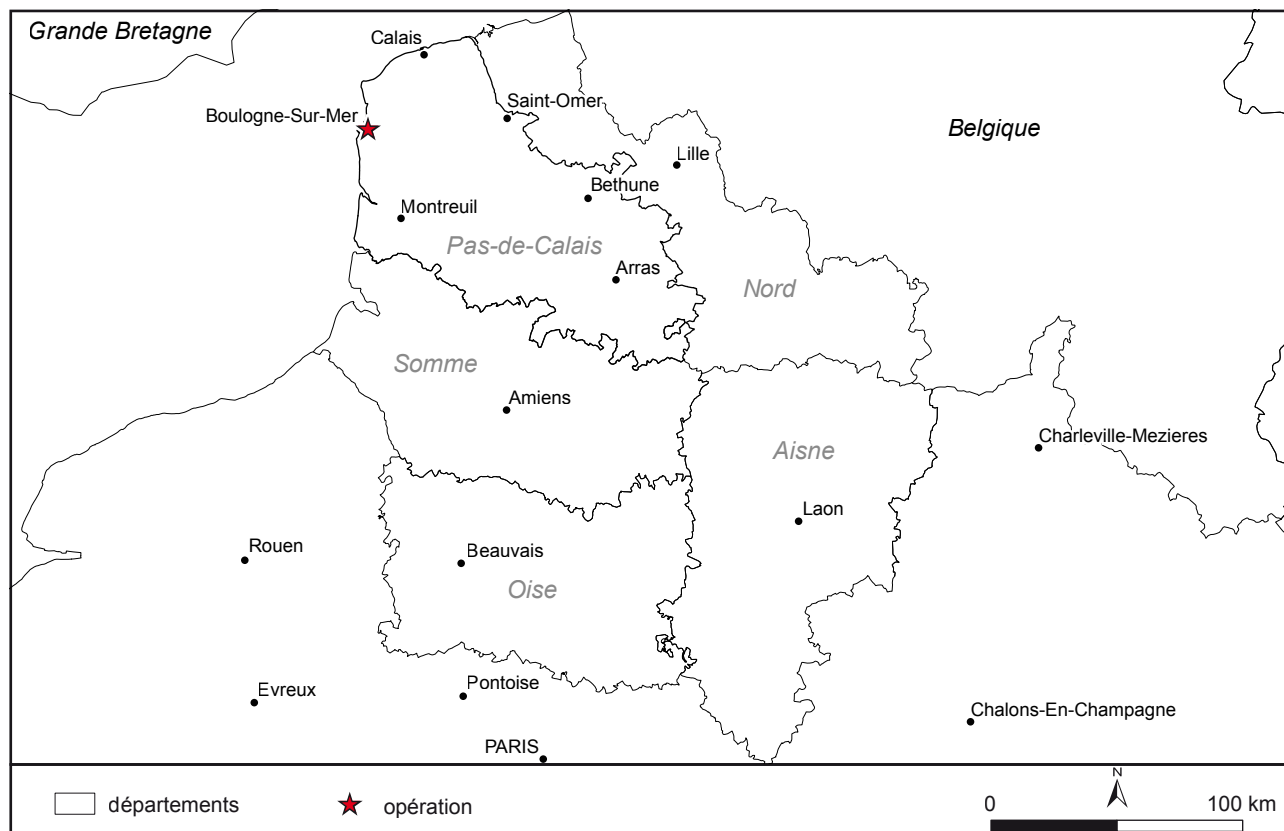 Grande Bretagne
Calais
Boulogne-Sur-Mer
Saint-Omer
Belgique
Lille
Bethune
Montreuil
Pas-de-Calais
Arras
Nord
Somme
Amiens
Charleville-Mezieres
Aisne
Laon
Rouen
Beauvais
Oise
Evreux
Pontoise
Chalons-En-Champagne
PARIS
départements
opération
N
0
100 km